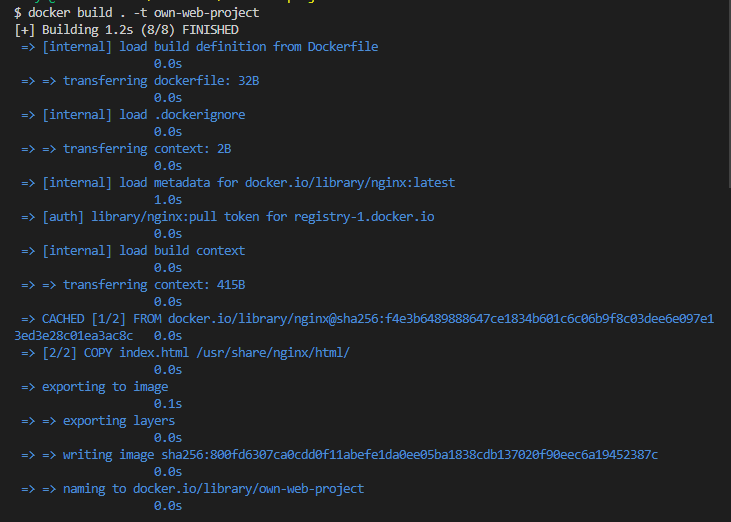 $ docker build . -t own-web-project
[+] Building 1.2s (8/8) FINISHED
=> [internal] load build definition from Dockerfile
0.0s
=> => transferring dockerfile: 32B
0.0s
=> [internal] load .dockerignore
0.0s
=> => transferring context: 2B
0.0s
=> [internal] load metadata for docker.io/library/nginx:latest
1.0s
=> [auth] library/nginx:pull token for registry-1.docker.io
0.0s
=> [internal] load build context
0.0s
=> => transferring context: 415B
0.0s
=> CACHED [1/2] FROM docker.io/library/nginx@sha256:f4e3b6489888647ce1834b601c6c06b9f8c03dee6e097e1
3ed3e28c01ea3ac8c   0.0s
=> [2/2] COPY index.html /usr/share/nginx/html/
0.0s
=> exporting to image
0.1s
=> => exporting layers
0.0s
=> => writing image sha256:800fd6307ca0cdd0f11abefe1da0ee05ba1838cdb137020f90eec6a19452387c
0.0s
=> => naming to docker.io/library/own-web-project
0.0s